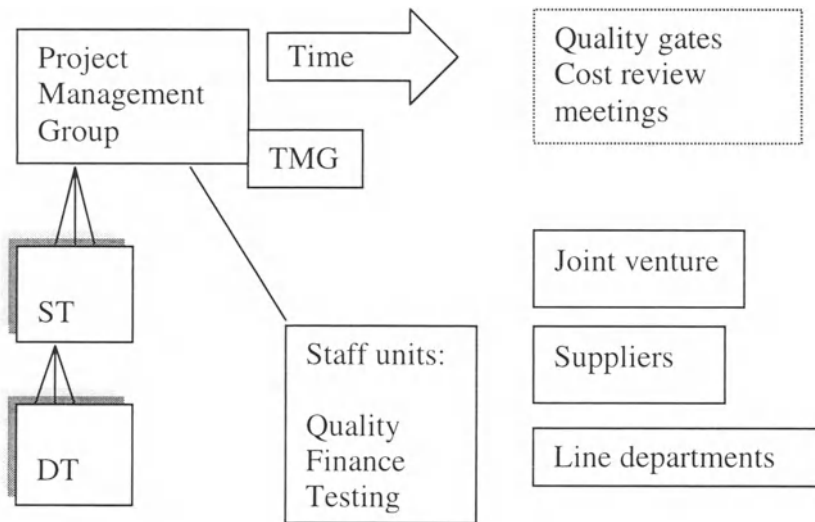 Project
Management
Group
Time
Quality gates
Cost review
meetings
TMG
ST
DT
Staff units:
Quality
Finance
Testing
Joint venture
Suppliers
Line departments